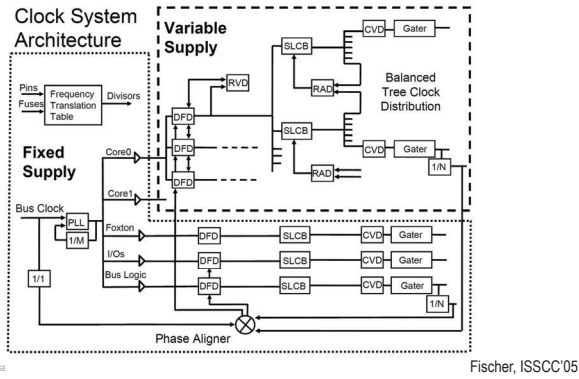 Clock System
Architecture
Variable
Supply
CVD
Gater
SLCB
RVD
RAD
Balanced
Tree Clock
Distribution
Pins
Fuses
Frequency
Translation
Table
Divisors
DFD
SLCB
DFD
CVD
Gater
Fixed
Supply
Core0
RAD
1/N
DFD
Core1
Bus Clock
PLL
1/M
Foxton
DFD
SLCB
CVD
Gater
I/Os
DFD
SLCB
CVD
Gater
1/1
Bus Logic
DFD
SLCB
CVD
Gater
1/N
Phase Aligner
Fischer, ISSCC'05